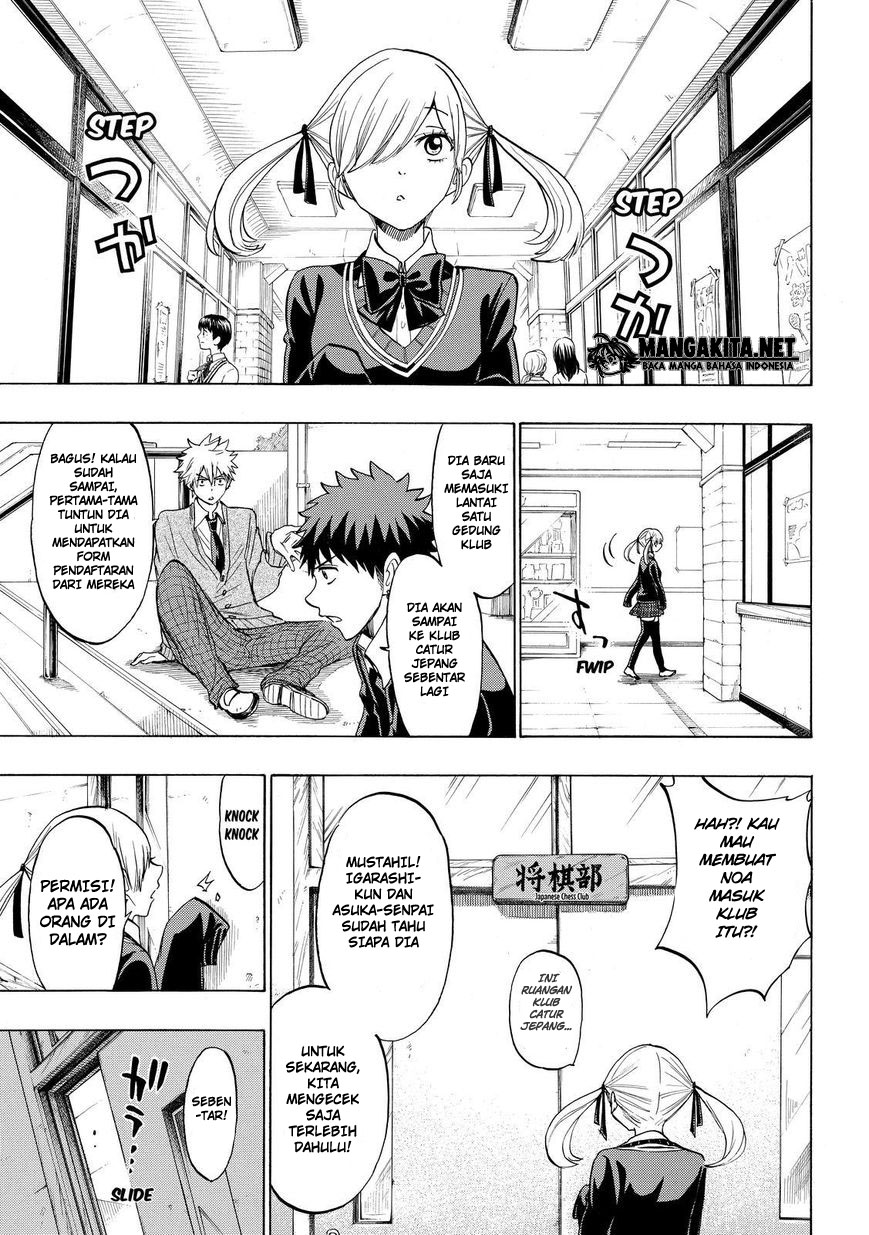 STEP
つか
STEP
つか
MANGAKITA.NET
BACA MANGA BAHASA INDONESIA
DIA BARU
SAJA
MEMASUKI
LANTAI
SATU
GEDUNG
KLUB
DIA AKAN
SAMPAI
KE KLUB
CATUR
JEPANG
SEBENTAR
LAGI
BAGUS! KALAU
SUDAH
SAMPAI,
PERTAMA-TAMA
TUNTUN DIA
UNTUK
MENDAPATKAN
FORM
PENDAFTARAN
DARI MEREKA
FWIP
HAH?! KAU
MAU
MEMBUAT
NOA
MASUK
KLUB
ITU?!
将棋部
Japanese Chess Club
INI
RUANGAN
KLUB
CATUR
JEPANG...
MUSTAHIL!
IGARASHI-
KUN DAN
ASUKA-SENPAI
SUDAH TAHU
SIAPA DIA
UNTUK
SEKARANG,
KITA
MENGECEK
SAJA
TERLEBIH
DAHULU!
KNOCK
KNOCK
PERMISI!
APA ADA
ORANG DI
DALAM?
SEBEN
-TAR!
ガラ
SLIDE